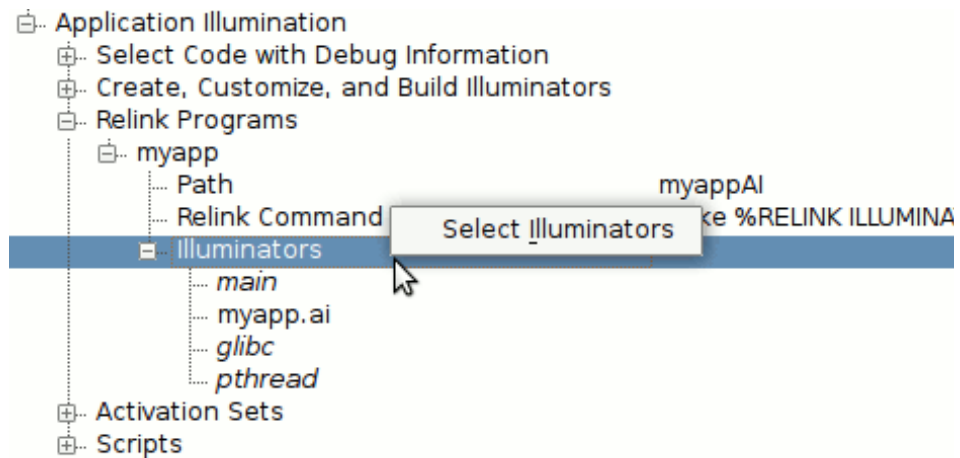 Application Illumination
Select Code with Debug Information
Create, Customize, and Build Illuminators
Relink Programs
myapp
Path myappAI
Relink Command %RELINK
Select Illuminators
Illuminators
main
myapp.ai
glibc
pthread
Activation Sets
Scripts